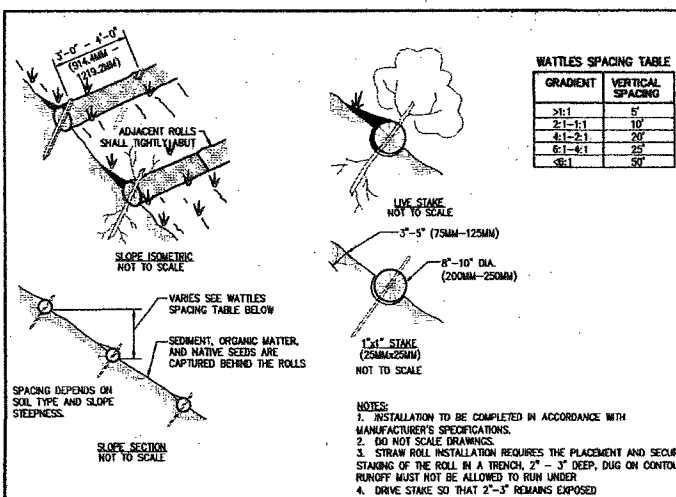 3'-0" - 4'-0"
(914.4MM -
1219.2MM)
ADJACENT ROLLS
SHALL TIGHTLY ABUT
SLOPE ISOMETRIC
NOT TO SCALE
VARIES SEE WATTLES
SPACING TABLE BELOW
SEDIMENT, ORGANIC MATTER,
AND NATIVE SEEDS ARE
CAPTURED BEHIND THE ROLLS
SPACING DEPENDS ON
SOIL TYPE AND SLOPE
STEEPNESS.
SLOPE SECTION
NOT TO SCALE
LIVE STAKE
NOT TO SCALE
3"-5" (75MM-125MM)
8"-10" DIA.
(200MM-250MM)
1"x1" STAKE
(25MMx25MM)
NOT TO SCALE
WATTLES SPACING TABLE
GRADIENT VERTICAL SPACING
>1:1 5'
2:1-1:1 10'
4:1-2:1 20'
6:1-4:1 25'
<6:1 50'
NOTES:
1. INSTALLATION TO BE COMPLETED IN ACCORDANCE WITH
MANUFACTURER'S SPECIFICATIONS.
2. DO NOT SCALE DRAWINGS.
3. STRAW ROLL INSTALLATION REQUIRES THE PLACEMENT AND SECUR
STAKING OF THE ROLL IN A TRENCH, 2" - 3" DEEP, DUG ON CONTOU
RUNOFF MUST NOT BE ALLOWED TO RUN UNDER
4. DRIVE STAKE SO THAT 2"-3" REMAINS EXPOSED